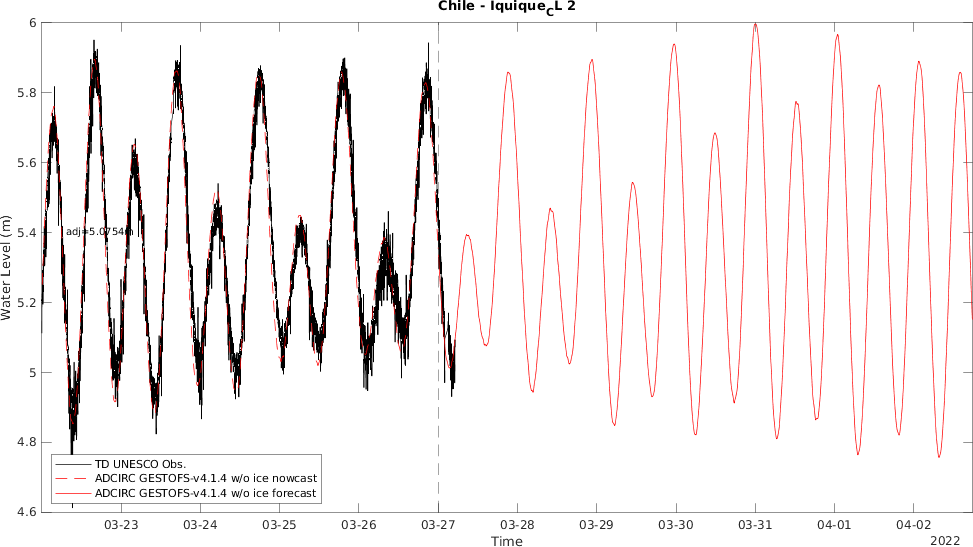 Chile - Iquique_CL 2
6
5.8
5.6
5.4
5.2
5
4.8
4.6
Water Level (m)
adj=5.0754m
TD UNESCO Obs.
ADCIRC GESTOFS-v4.1.4 w/o ice nowcast
ADCIRC GESTOFS-v4.1.4 w/o ice forecast
03-23 03-24 03-25 03-26 03-27 03-28 03-29 03-30 03-31 04-01 04-02
Time
2022